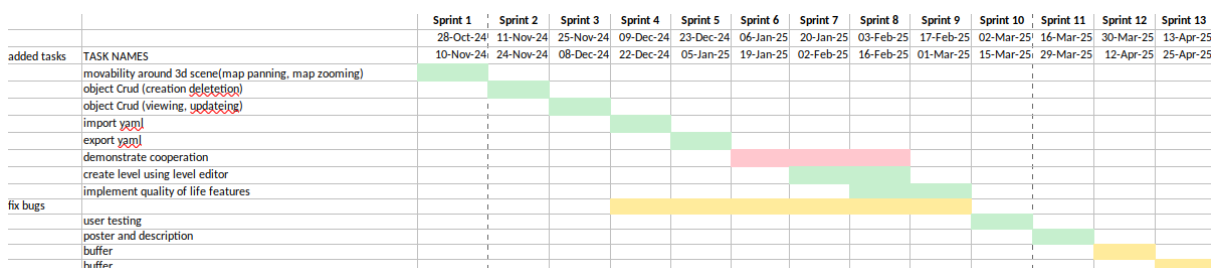 Sprint 1 Sprint 2 Sprint 3 Sprint 4 Sprint 5 Sprint 6 Sprint 7 Sprint 8 Sprint 9 Sprint 10 Sprint 11 Sprint 12 Sprint 13
28-Oct-24 11-Nov-24 25-Nov-24 09-Dec-24 23-Dec-24 06-Jan-25 20-Jan-25 03-Feb-25 17-Feb-25 02-Mar-25 16-Mar-25 30-Mar-25 13-Apr-25
added tasks TASK NAMES 10-Nov-24 24-Nov-24 08-Dec-24 22-Dec-24 05-Jan-25 19-Jan-25 02-Feb-25 16-Feb-25 01-Mar-25 15-Mar-25 29-Mar-25 12-Apr-25 25-Apr-25
movability around 3d scene(map panning, map zooming)
object Crud (creation deletetion)
object Crud (viewing, updateing)
import yaml
export yaml
demonstrate cooperation
create level using level editor
implement quality of life features
fix bugs
user testing
poster and description
buffer
buffer